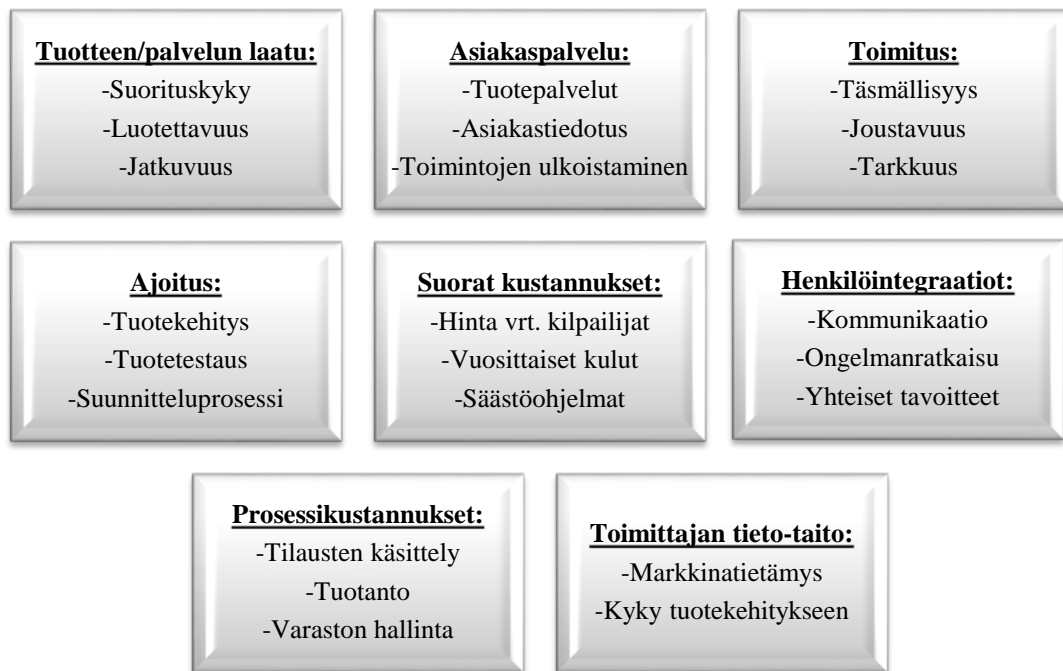 Tuotteen/palvelun laatu:
-Suorituskyky
-Luotettavuus
-Jatkuvuus
Asiakaspalvelu:
-Tuotepalvelut
-Asiakastiedotus
-Toimintojen ulkoistaminen
Toimitus:
-Täsmällisyys
-Joustavuus
-Tarkkuus
Ajoitus:
-Tuotekehitys
-Tuotetestaus
-Suunnitteluprosessi
Suorat kustannukset:
-Hinta vrt. kilpailijat
-Vuosittaiset kulut
-Säästöohjelmat
Henkilöintegraatiot:
-Kommunikaatio
-Ongelmanratkaisu
-Yhteiset tavoitteet
Prosessikustannukset:
-Tilausten käsittely
-Tuotanto
-Varaston hallinta
Toimittajan tieto-taito:
-Markkinatietämys
-Kyky tuotekehitykseen